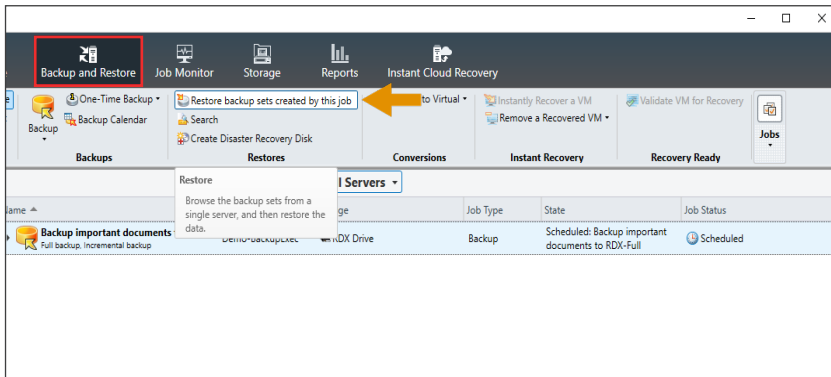 Backup and Restore
Job Monitor
Storage
Reports
Instant Cloud Recovery
One-Time Backup
Restore backup sets created by this job
to Virtual
Instantly Recover a VM
Validate VM for Recovery
Backup
Backup Calendar
Search
Remove a Recovered VM
Jobs
Create Disaster Recovery Disk
Backups
Restores
Conversions
Instant Recovery
Recovery Ready
Restore
Browse the backup sets from a
single server, and then restore the
data.
l Servers
Job Type
State
Job Status
Backup important documents
Full backup, Incremental backup
Demo-BackupExec
RDX Drive
Backup
Scheduled: Backup important
documents to RDX-Full
Scheduled